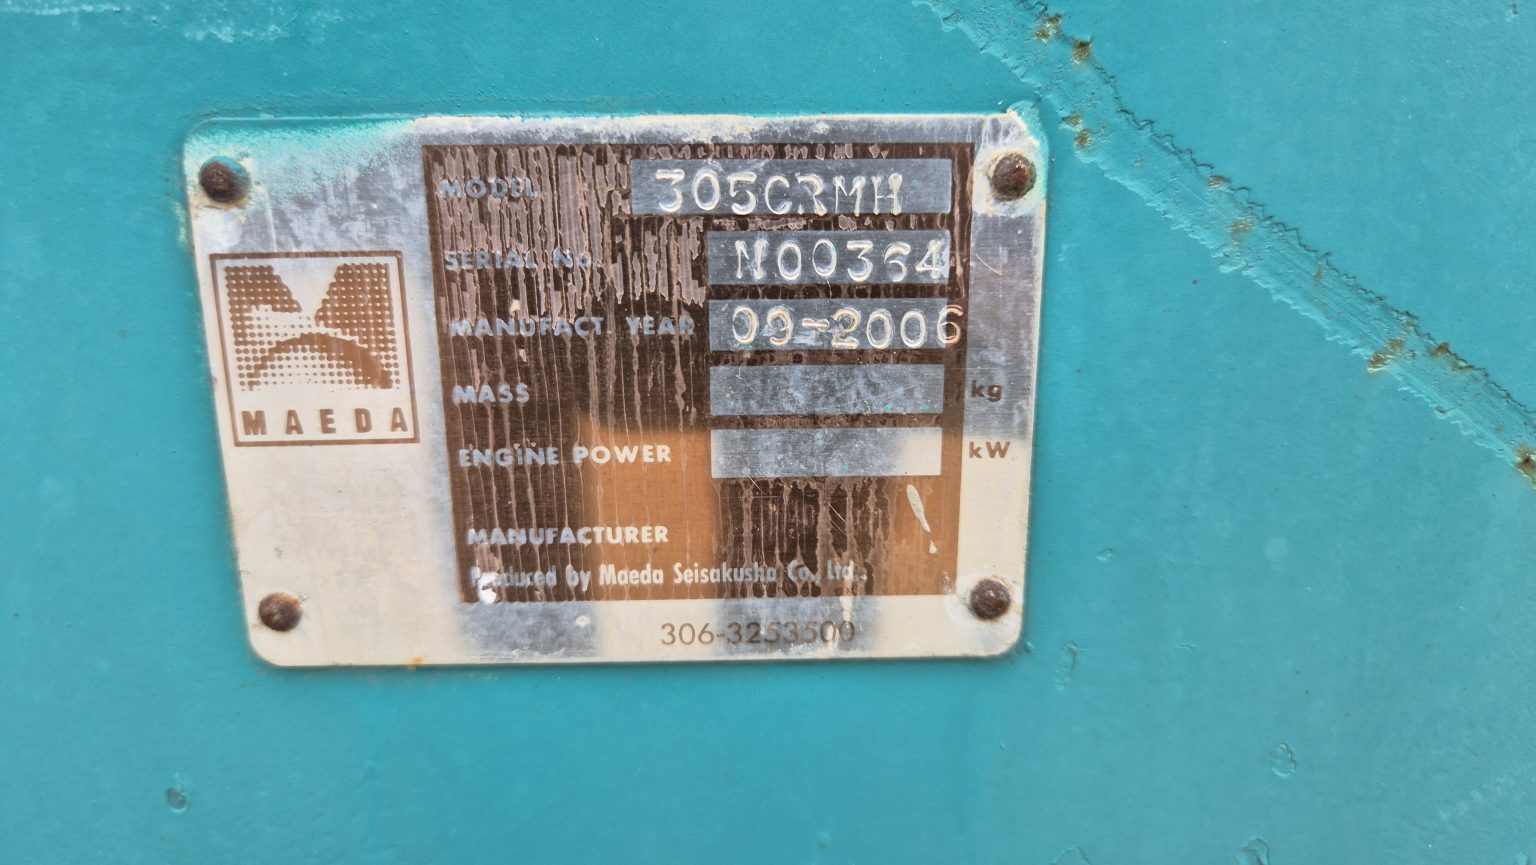 MAEDA
MODEL 305CRMH
SERIAL No. N00364
MANUFACT. YEAR 09-2006
MASS kg
ENGINE POWER kW
MANUFACTURER
Produced by Maeda Seisakusho Co., Ltd.
306-3253500